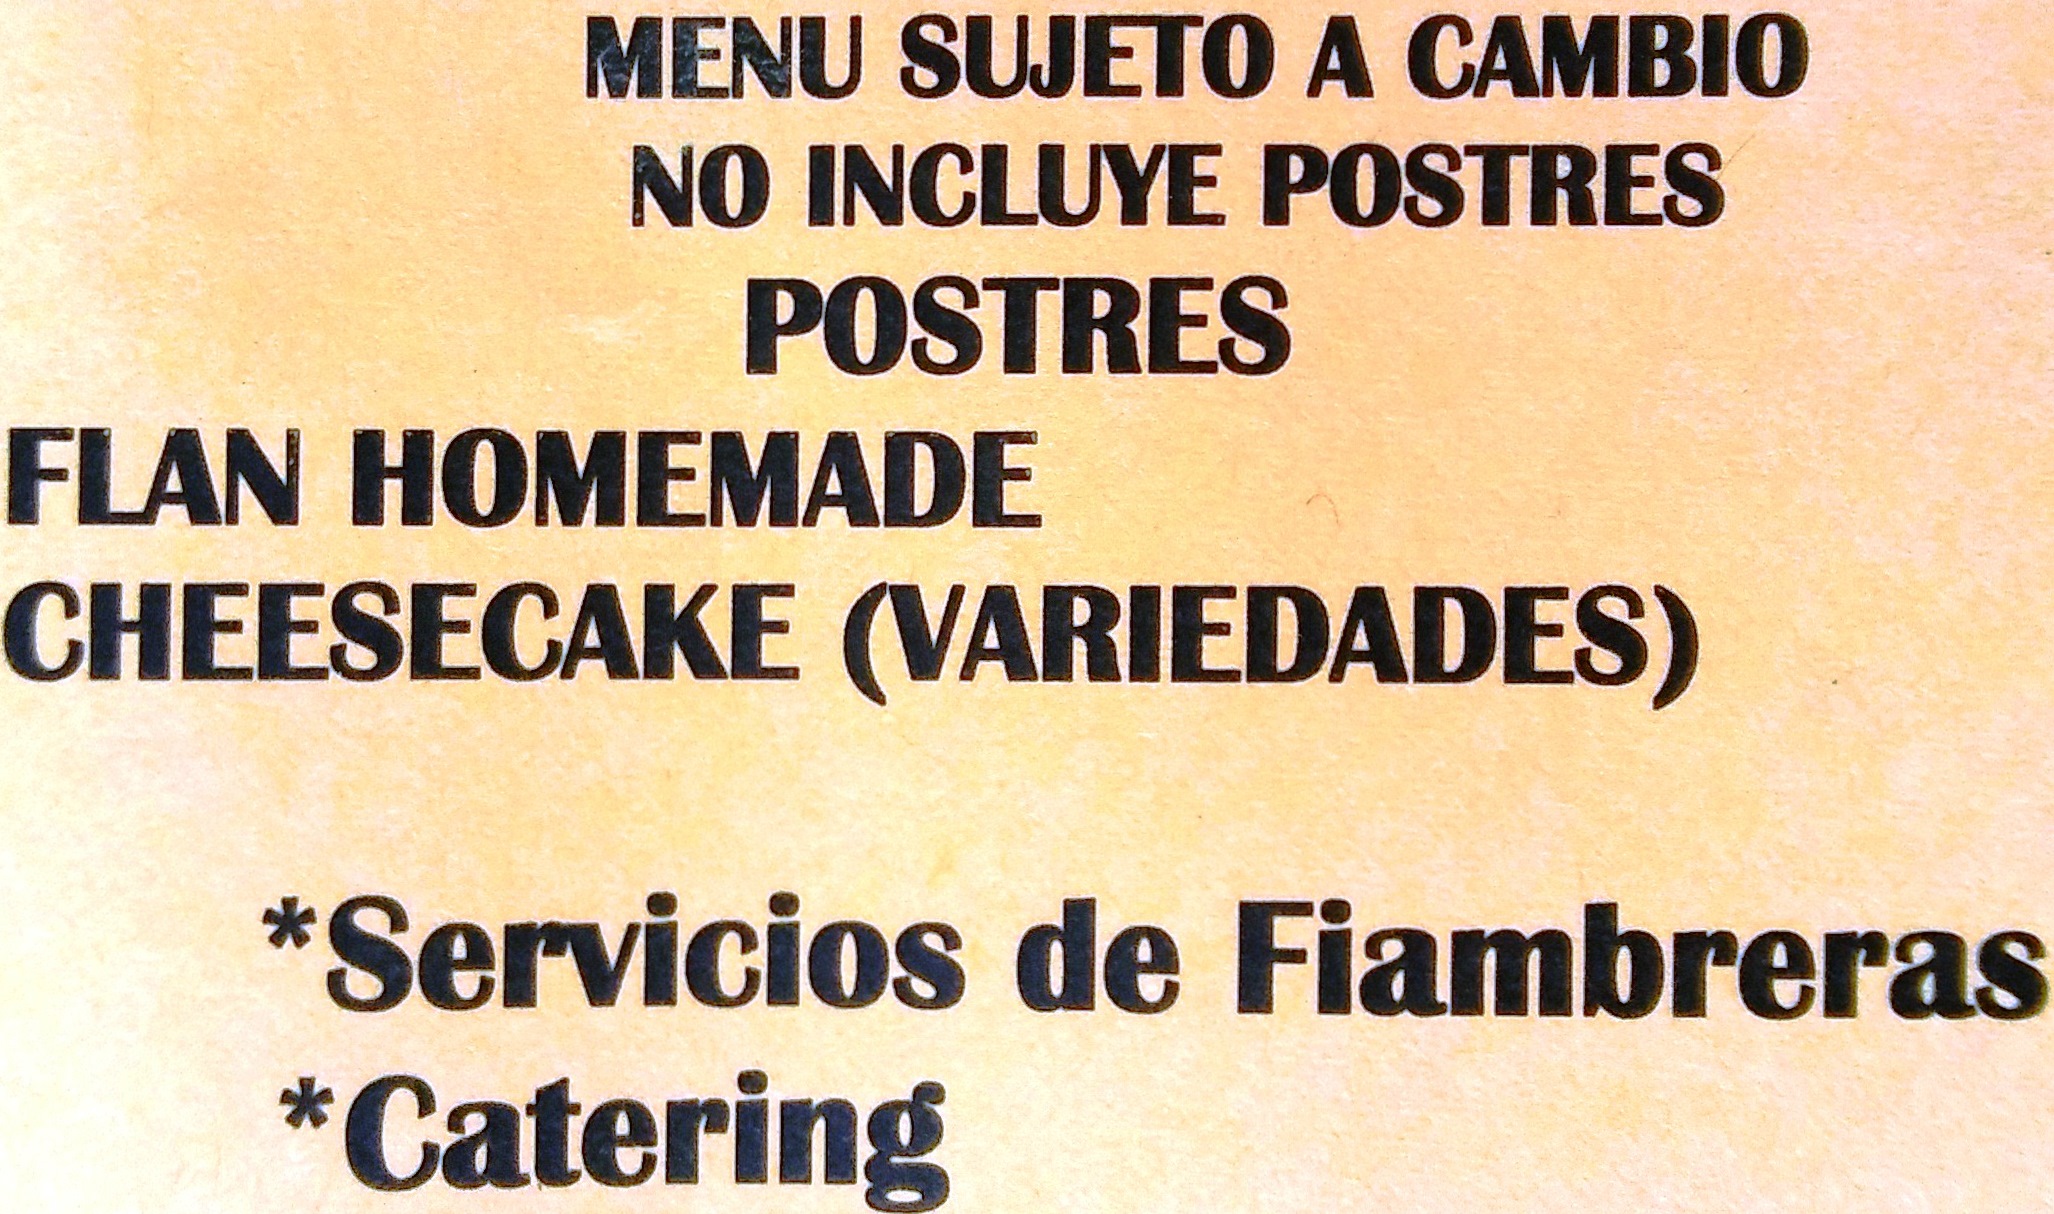 MENU SUJETO A CAMBIO
NO INCLUYE POSTRES
POSTRES
FLAN HOMEMADE
CHEESECAKE (VARIEDADES)
*Servicios de Fiambreras
*Catering